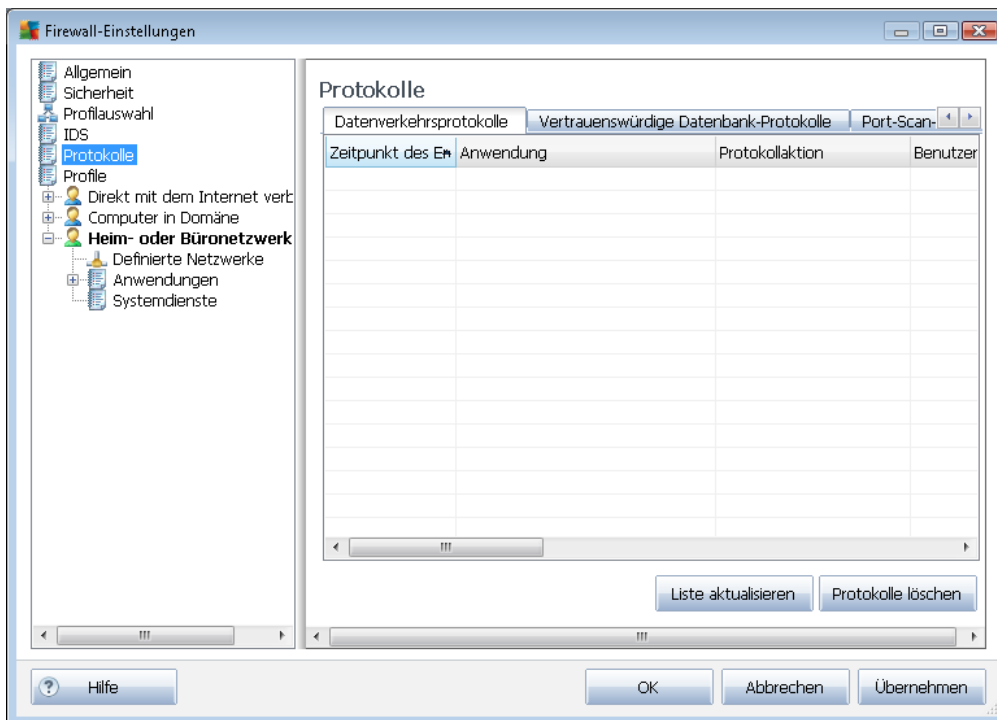 Firewall-Einstellungen
Allgemein
Sicherheit
Profilauswahl
IDS
Protokolle
Profile
Direkt mit dem Internet verb
Computer in Domäne
Heim- oder Büronetzwerk
Definierte Netzwerke
Anwendungen
Systemdienste
Protokolle
Datenverkehrsprotokolle Vertrauenswürdige Datenbank-Protokolle Port-Scan-
Zeitpunkt des Er Anwendung Protokollaktion Benutzer
Liste aktualisieren Protokolle löschen
Hilfe OK Abbrechen Übernehmen